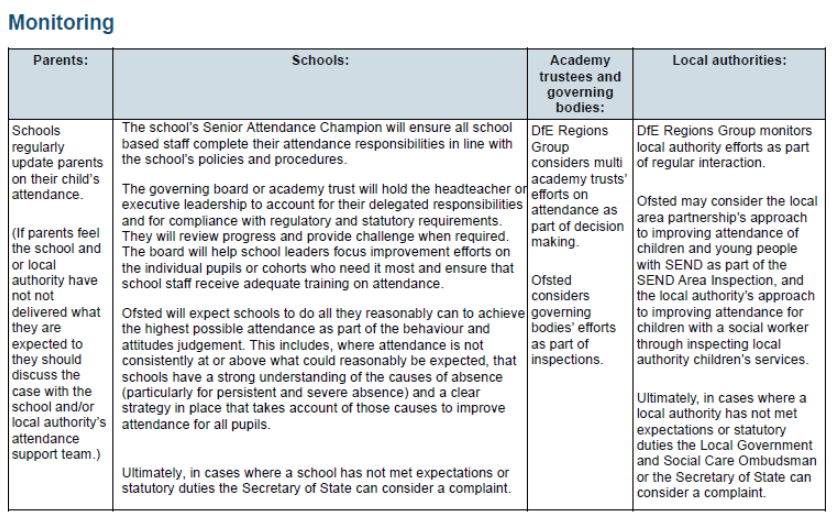 Monitoring
Parents:
Schools:
Academy
trustees and
governing
bodies:
Local authorities:
Schools
regularly
update parents
on their child’s
attendance.
(If parents feel
the school and
or local
authority have
not not
delivered what
they are
expected to
they should
discuss the
case with the
school and/or
local authority’s
attendance
support team.)
The school’s Senior Attendance Champion will ensure all school
based staff complete their attendance responsibilities in line with
the school’s policies and procedures.
The governing board or academy trust will hold the headteacher or
executive leadership to account for their delegated responsibilities
and for compliance with regulatory and statutory requirements.
They will review progress and provide challenge when required.
The board will help school leaders focus improvement efforts on
the individual pupils or cohorts who need it most and ensure that
school staff receive adequate training on attendance.
Ofsted will expect schools to do all they reasonably can to achieve
the highest possible attendance as part of the behaviour and
attitudes judgement. This includes, where attendance is not
consistently at or above what could reasonably be expected, that
schools have a strong understanding of the causes of absence
(particularly for persistent and severe absence) and a clear
strategy in place that takes account of those causes to improve
attendance for all pupils.
Ultimately, in cases where a school has not met expectations or
statutory duties the Secretary of State can consider a complaint.
DfE Regions
Group
considers multi
academy trusts’
efforts on
attendance as
part of decision
making.
Ofsted
considers
governing
bodies’ efforts
as part of
inspections.
DfE Regions Group monitors
local authority efforts as part
of regular interaction.
Ofsted may consider the local
area partnership’s approach
to improving attendance of
children and young people
with SEND as part of the
SEND Area Inspection, and
the local authority’s approach
to improving attendance for
children with a social worker
through inspecting local
authority children’s services.
Ultimately, in cases where a
local authority has not met
expectations or statutory
duties the Local Government
and Social Care Ombudsman
or the Secretary of State can
consider a complaint.